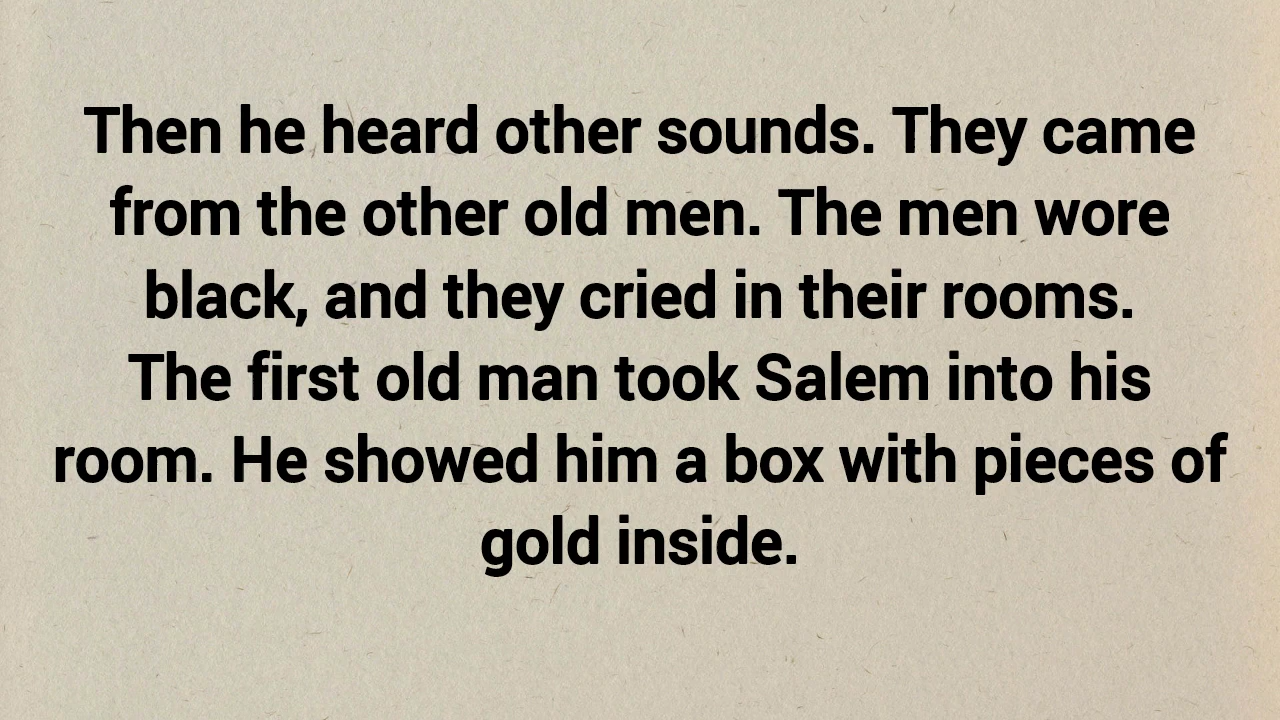 Then he heard other sounds. They came
from the other old men. The men wore
black, and they cried in their rooms.
The first old man took Salem into his
room. He showed him a box with pieces of
gold inside.